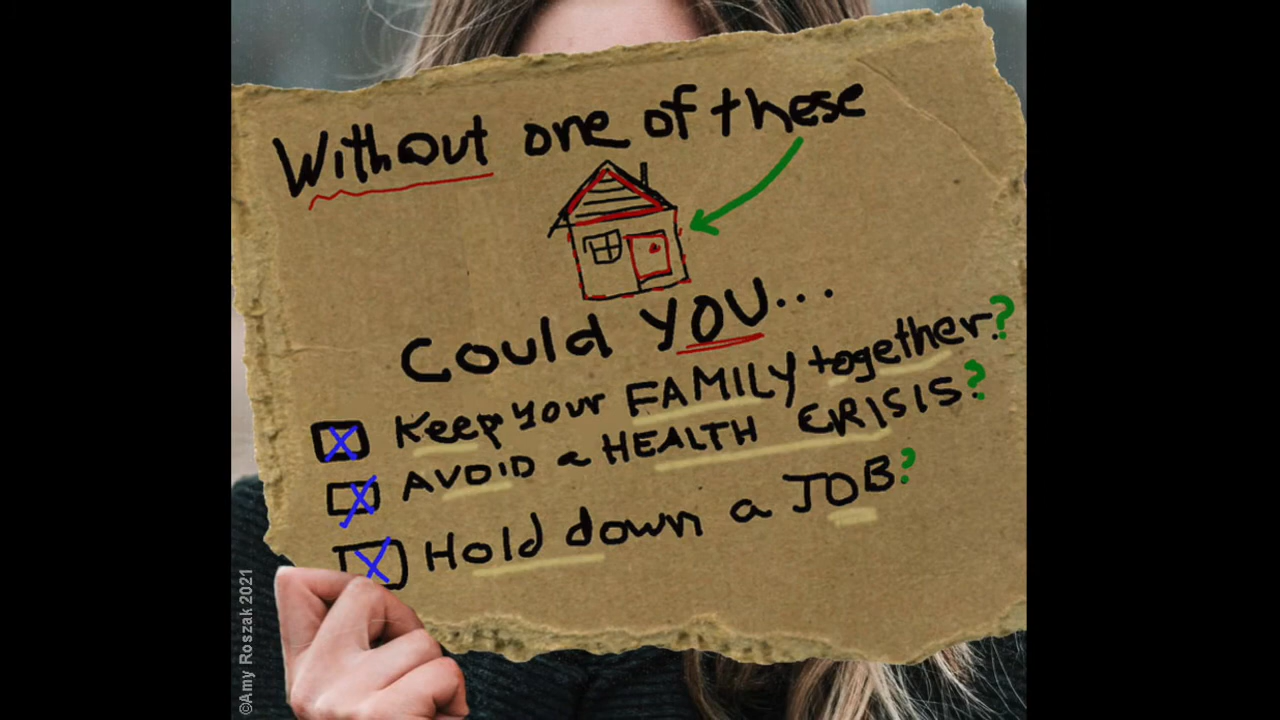 Without one of these
Could YOU...
Keep your FAMILY together?
AVOID a HEALTH CRISIS?
Hold down a JOB?
©Amy Roszak 2021